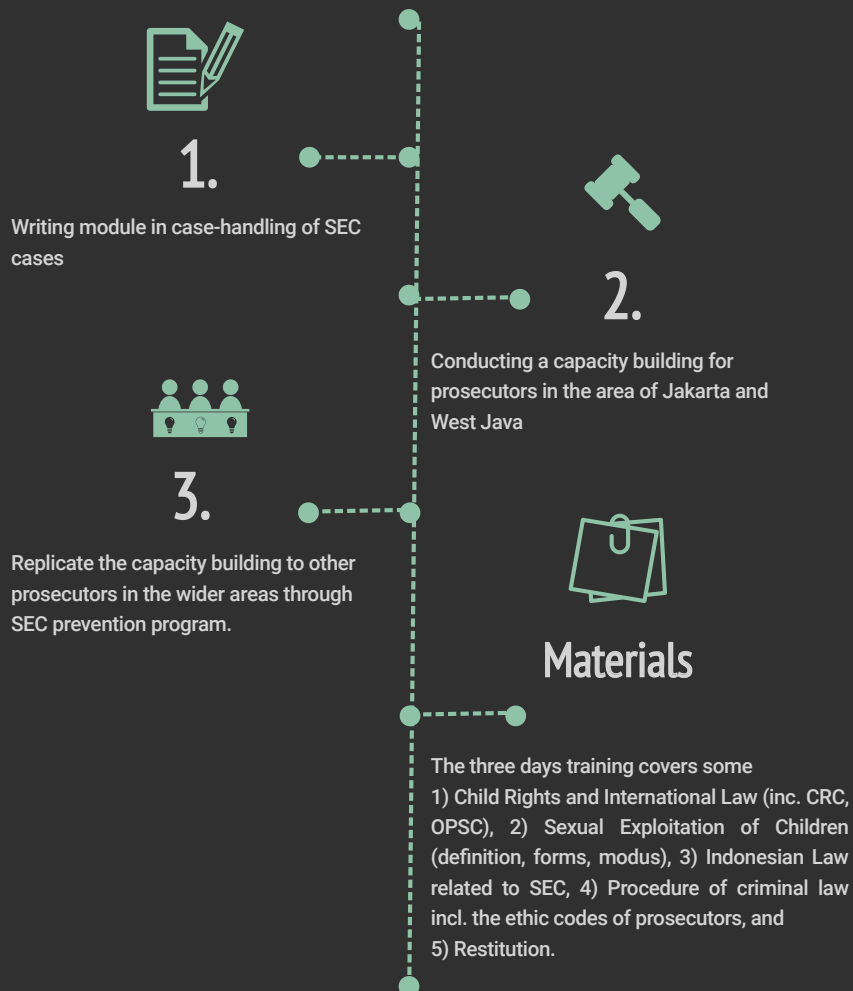 1.
Writing module in case-handling of SEC
cases
2.
Conducting a capacity building for
prosecutors in the area of Jakarta and
West Java
3.
Replicate the capacity building to other
prosecutors in the wider areas through
SEC prevention program.
Materials
The three days training covers some
1) Child Rights and International Law (inc. CRC,
OPSC), 2) Sexual Exploitation of Children
(definition, forms, modus), 3) Indonesian Law
related to SEC, 4) Procedure of criminal law
incl. the ethic codes of prosecutors, and
5) Restitution.